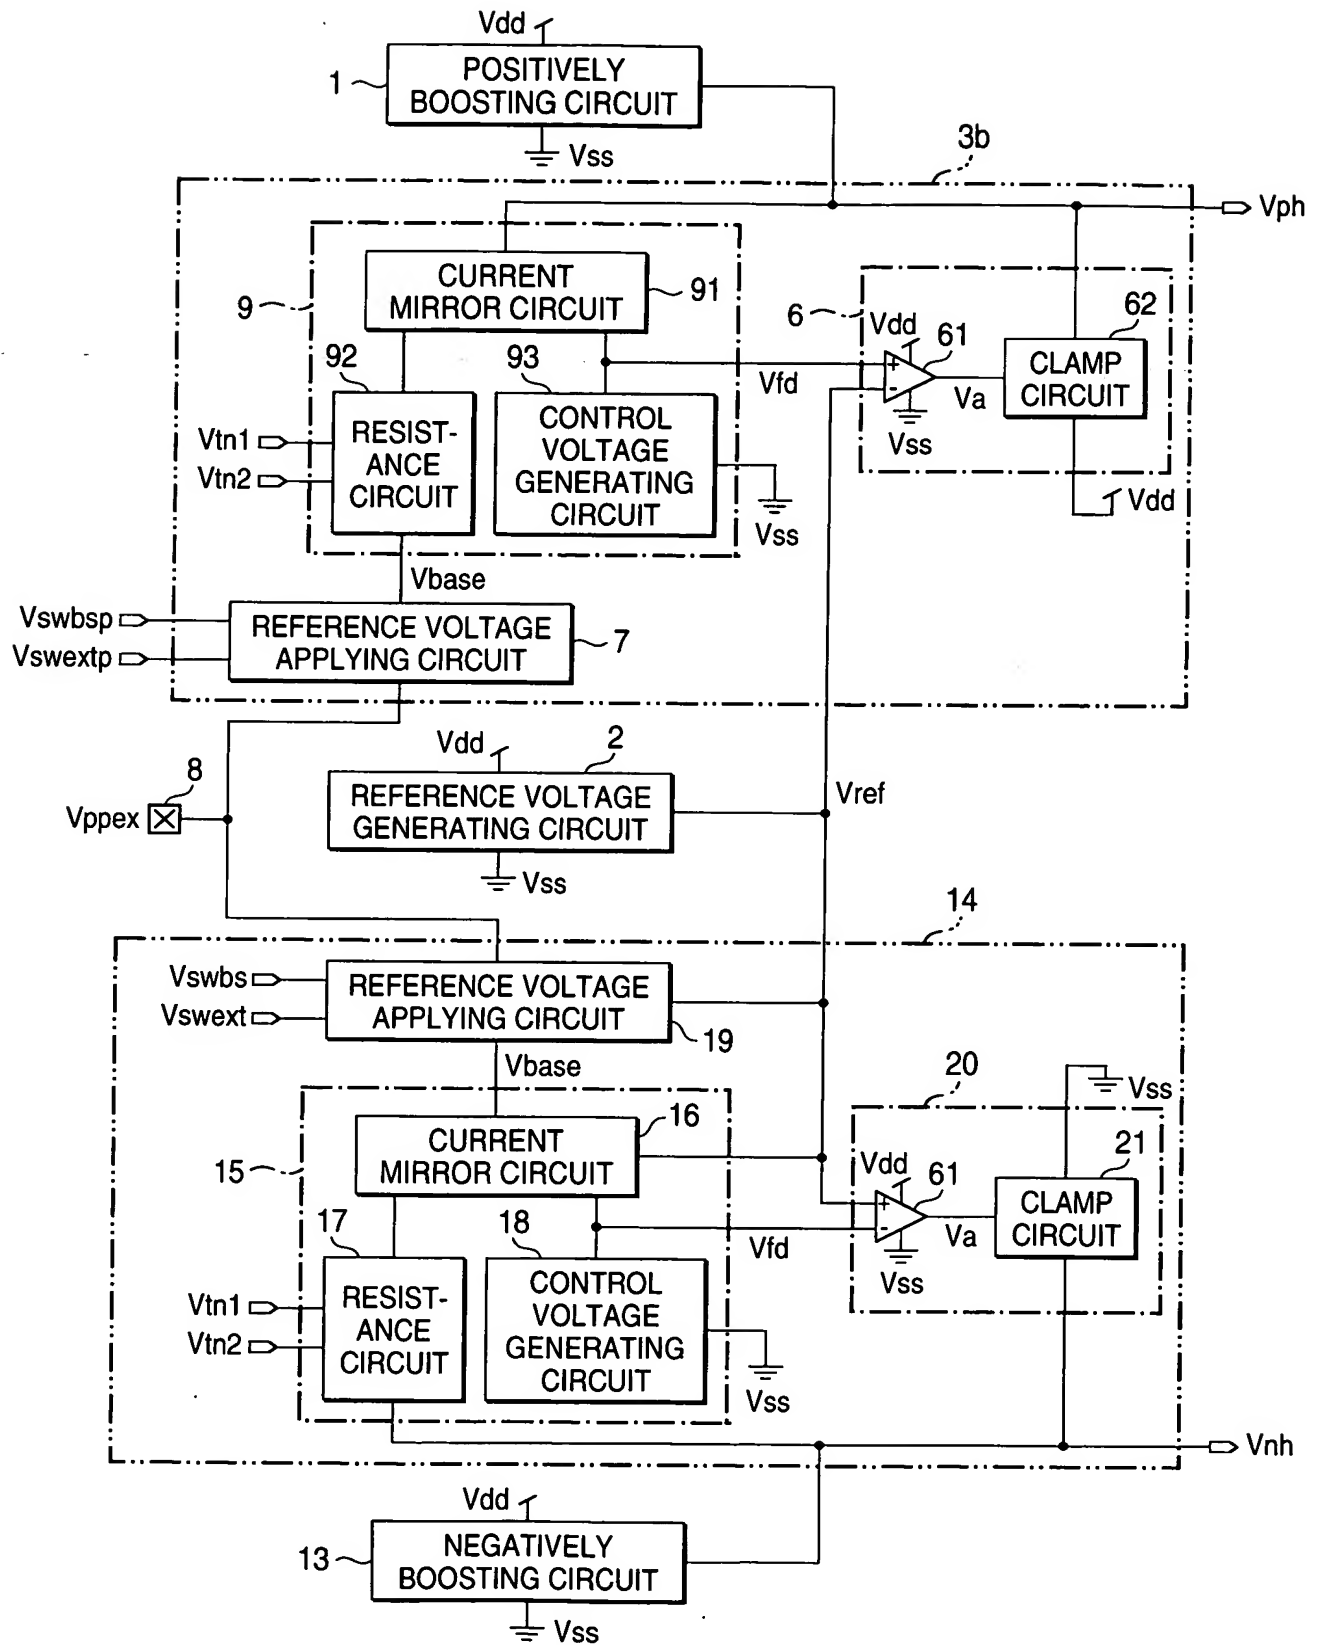 Vdd
1
POSITIVELY
BOOSTING CIRCUIT
Vss
3b
Vph
9
CURRENT
MIRROR CIRCUIT
91
6
Vdd
61
62
92
93
Vfd
+
-
Va
CLAMP
CIRCUIT
Vss
Vdd
Vtn1
Vtn2
RESIST-
ANCE
CIRCUIT
CONTROL
VOLTAGE
GENERATING
CIRCUIT
Vss
Vbase
Vswbsp
Vswextp
REFERENCE VOLTAGE
APPLYING CIRCUIT
7
Vdd
2
8
Vppex
REFERENCE VOLTAGE
GENERATING CIRCUIT
Vref
Vss
14
Vswbs
Vswext
REFERENCE VOLTAGE
APPLYING CIRCUIT
19
Vbase
20
Vss
15
CURRENT
MIRROR CIRCUIT
16
Vdd
61
21
17
18
Vfd
+
-
Va
CLAMP
CIRCUIT
Vss
Vtn1
Vtn2
RESIST-
ANCE
CIRCUIT
CONTROL
VOLTAGE
GENERATING
CIRCUIT
Vss
Vnh
Vdd
13
NEGATIVELY
BOOSTING CIRCUIT
Vss